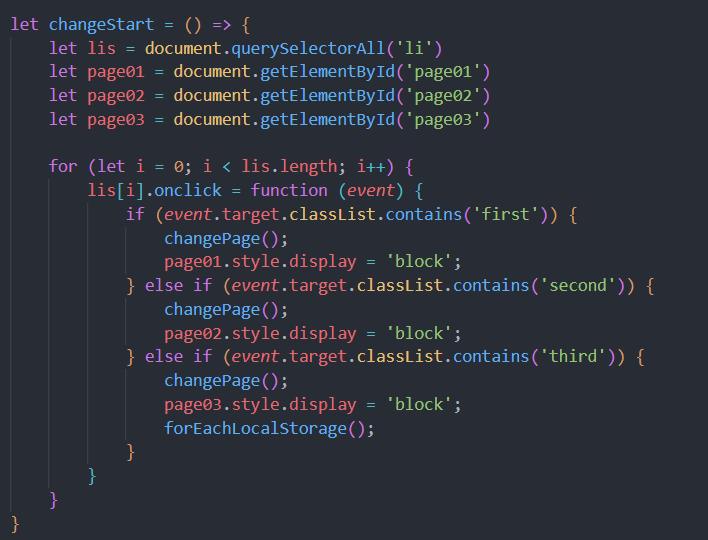 let changeStart = () => {
let lis = document.querySelectorAll('li')
let page01 = document.getElementById('page01')
let page02 = document.getElementById('page02')
let page03 = document.getElementById('page03')
for (let i = 0; i < lis.length; i++) {
lis[i].onclick = function (event) {
if (event.target.classList.contains('first')) {
changePage();
page01.style.display = 'block';
} else if (event.target.classList.contains('second')) {
changePage();
page02.style.display = 'block';
} else if (event.target.classList.contains('third')) {
changePage();
page03.style.display = 'block';
forEachLocalStorage();
}
}
}
}